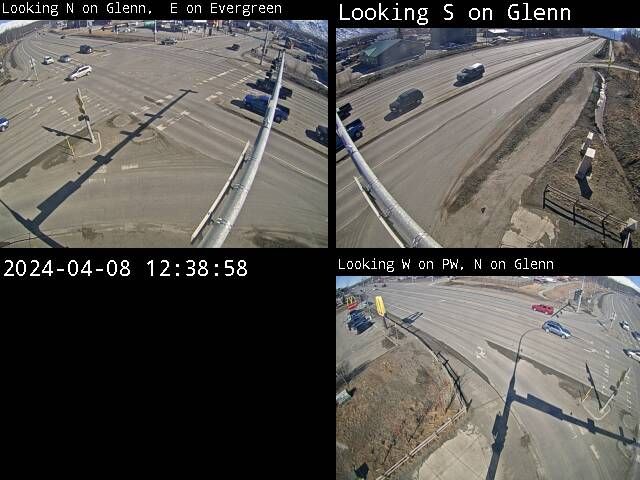 Looking N on Glenn,  E on Evergreen
Looking S on Glenn
2024-04-08 12:38:58
Looking W on PW, N on Glenn